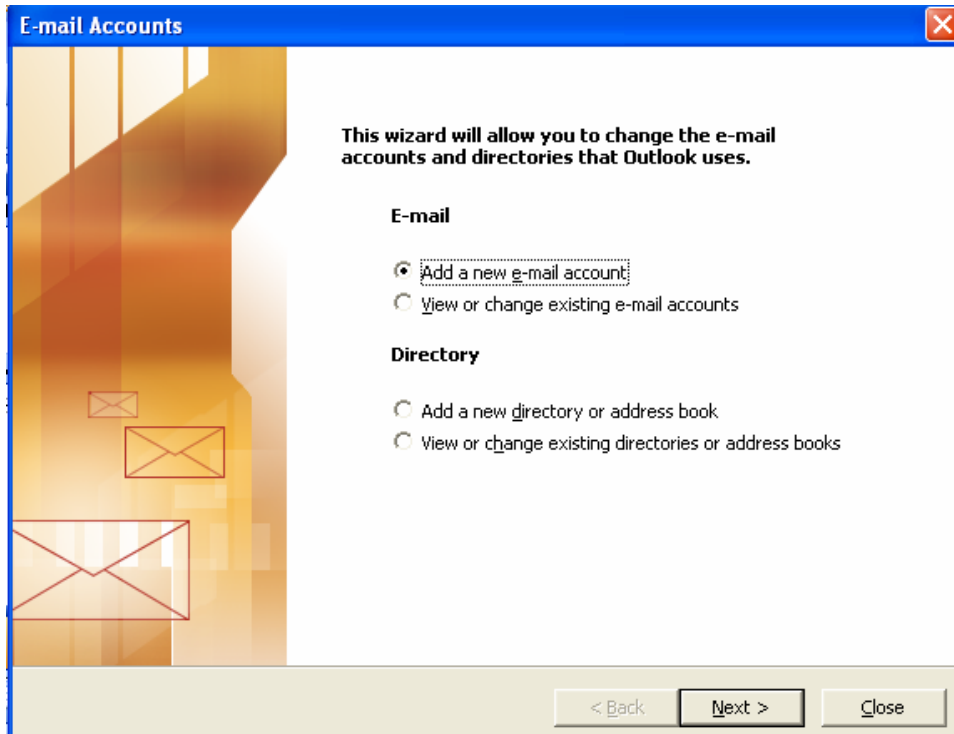 E-mail Accounts
This wizard will allow you to change the e-mail
accounts and directories that Outlook uses.
E-mail
Add a new e-mail account
View or change existing e-mail accounts
Directory
Add a new directory or address book
View or change existing directories or address books
< Back Next > Close